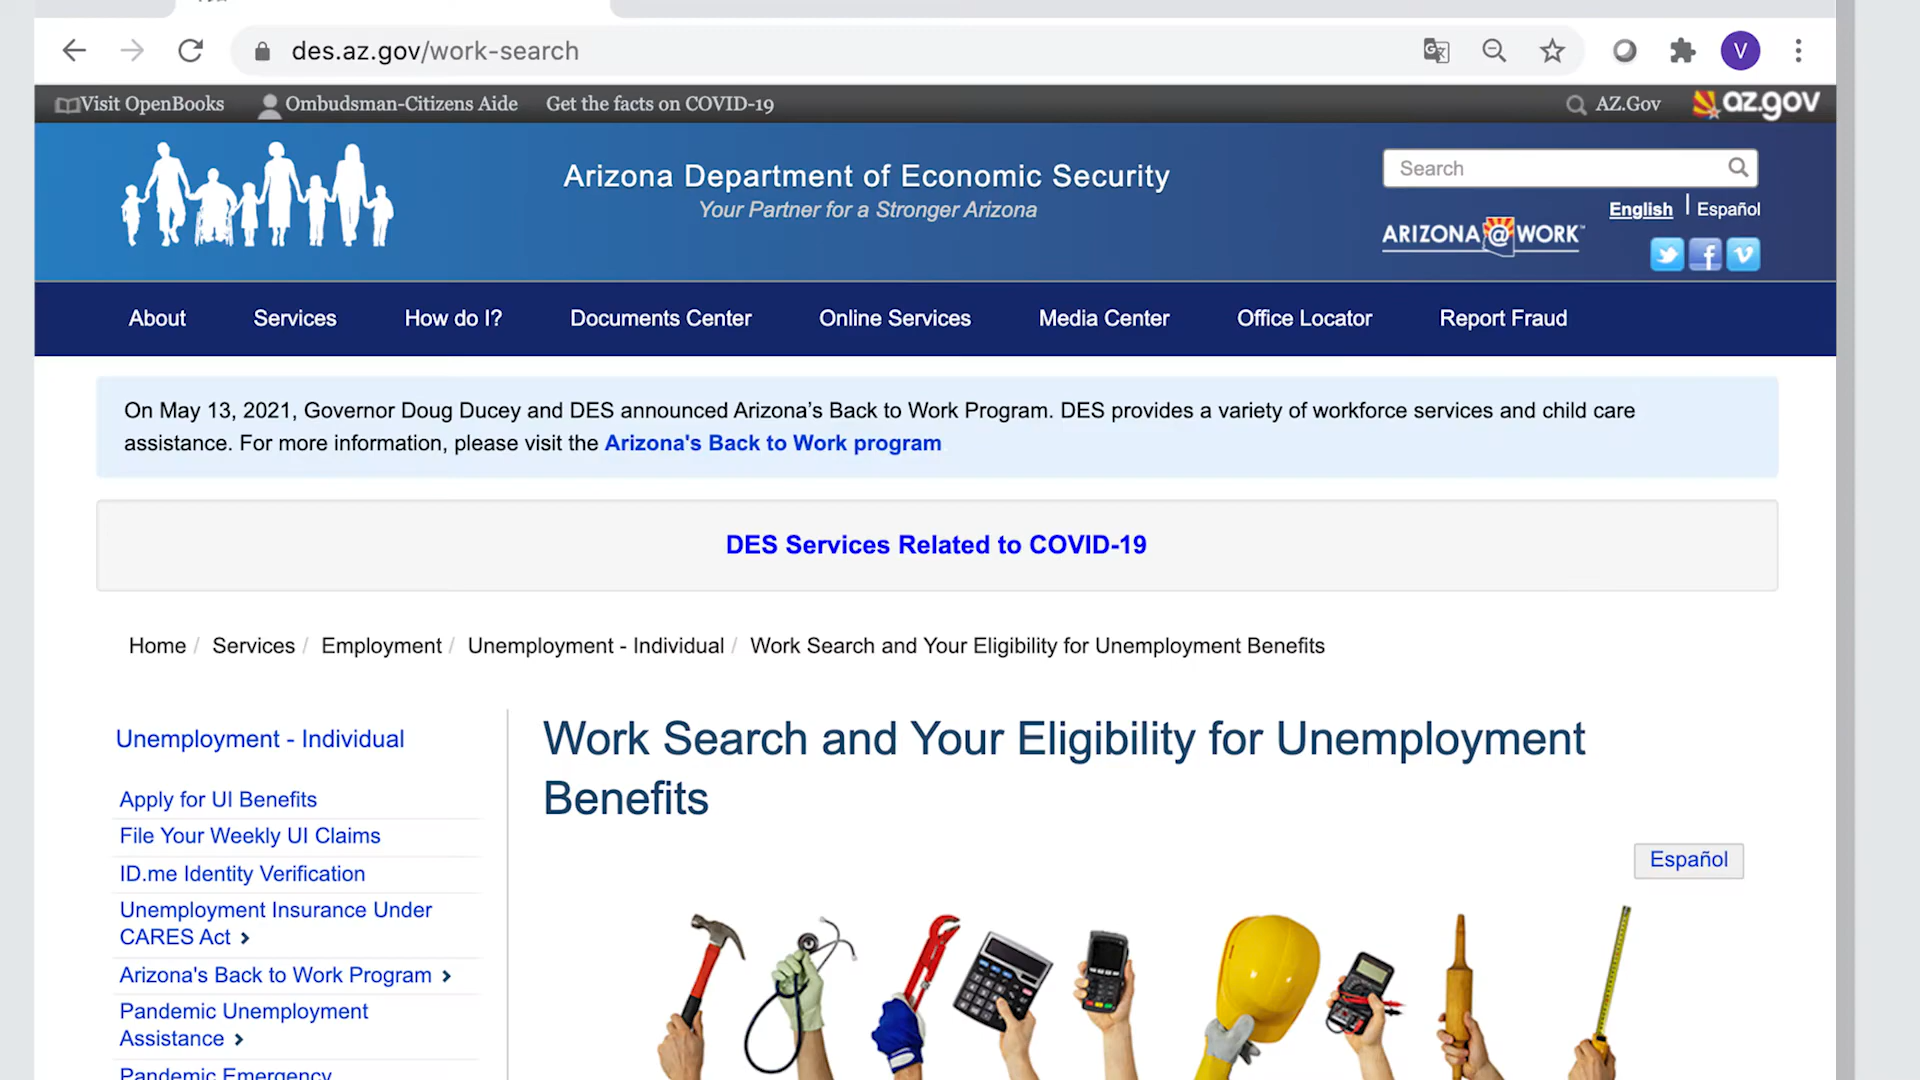 des.az.gov/work-search
V
Visit OpenBooks Ombudsman-Citizens Aide Get the facts on COVID-19 AZ.Gov az.gov
Arizona Department of Economic Security
Your Partner for a Stronger Arizona
Search
English | Español
ARIZONA@WORK™
About Services How do I? Documents Center Online Services Media Center Office Locator Report Fraud
On May 13, 2021, Governor Doug Ducey and DES announced Arizona’s Back to Work Program. DES provides a variety of workforce services and child care
assistance. For more information, please visit the Arizona's Back to Work program
DES Services Related to COVID-19
Home / Services / Employment / Unemployment - Individual / Work Search and Your Eligibility for Unemployment Benefits
Unemployment - Individual
Apply for UI Benefits
File Your Weekly UI Claims
ID.me Identity Verification
Unemployment Insurance Under
CARES Act
Arizona's Back to Work Program
Pandemic Unemployment
Assistance
Pandemic Emergency
Work Search and Your Eligibility for Unemployment
Benefits
Español